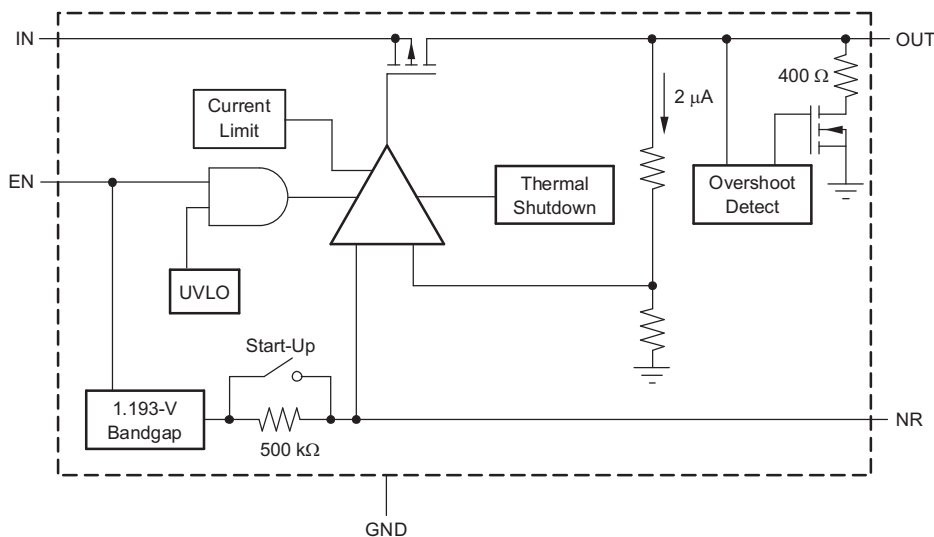 IN
OUT
400 Ω
2 μA
Current
Limit
EN
Thermal
Shutdown
Overshoot
Detect
UVLO
Start-Up
1.193-V
Bandgap
500 kΩ
NR
GND